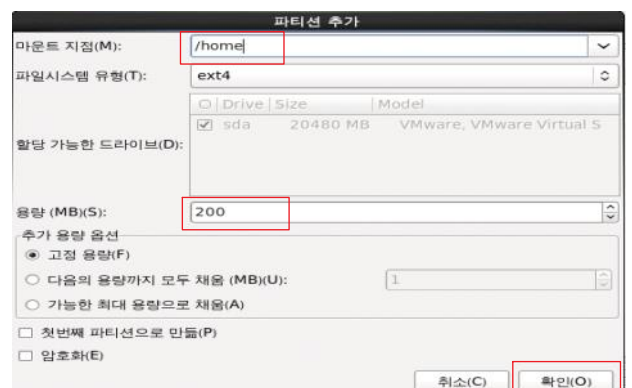 파티션 추가
마운트 지점(M): /home
파일시스템 유형(T): ext4
Drive Size Model
할당 가능한 드라이브(D): sda 20480 MB VMware, VMware Virtual S
용량 (MB)(S): 200
추가 용량 옵션
고정 용량(F)
다음의 용량까지 모두 채움 (MB)(U): 1
가능한 최대 용량으로 채움(A)
첫번째 파티션으로 만듦(P)
암호화(E)
취소(C) 확인(O)